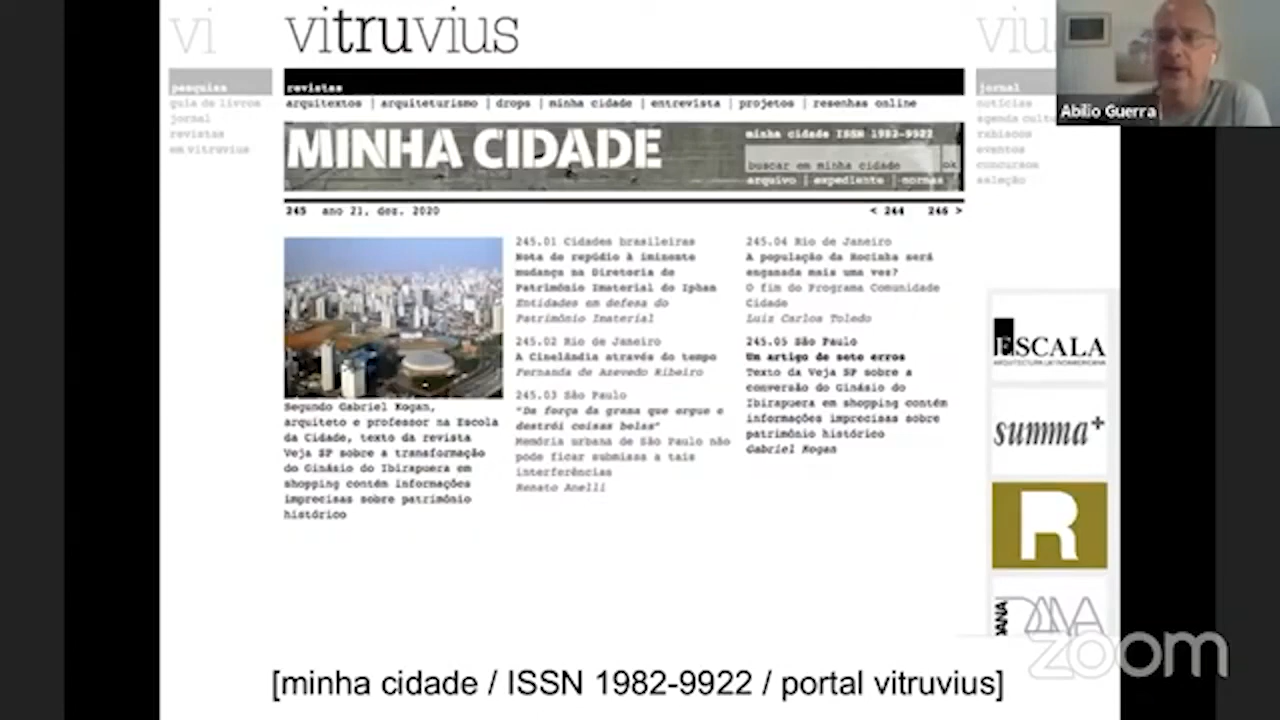 vi
vitruvius
viu
Abilio Guerra
pesquisa
guia de livros
jornal
revistas
em vitruvius
revistas
arquitextos | arquiteturismo | drops | minha cidade | entrevista | projetos | resenhas online
jornal
notícias
agenda cultu
rabiscos
eventos
concursos
seleção
MINHA CIDADE
minha cidade ISSN 1982-9922
buscar em minha cidade ok
arquivo | expediente | normas
245 ano 21, dez. 2020
< 244 246 >
Segundo Gabriel Kogan,
arquiteto e professor na Escola
da Cidade, texto da revista
Veja SP sobre a transformação
do Ginásio do Ibirapuera em
shopping contém informações
imprecisas sobre patrimônio
histórico
245.01 Cidades brasileiras
Nota de repúdio à iminente
mudança na Diretoria de
Patrimônio Imaterial do Iphan
Entidades em defesa do
Patrimônio Imaterial
245.02 Rio de Janeiro
A Cinelândia através do tempo
Fernanda de Azevedo Ribeiro
245.03 São Paulo
"Da força da grana que ergue e
destrói coisas belas"
Memória urbana de São Paulo não
pode ficar submissa a tais
interferências
Renato Anelli
245.04 Rio de Janeiro
A população da Rocinha será
enganada mais uma vez?
O fim do Programa Comunidade
Cidade
Luiz Carlos Toledo
245.05 São Paulo
Um artigo de sete erros
Texto da Veja SP sobre a
conversão do Ginásio do
Ibirapuera em shopping contém
informações imprecisas sobre
patrimônio histórico
Gabriel Kogan
ESCALA
ARQUITECTURA LATINOAMERICANA
summa+
R
DANA
zoom
[minha cidade / ISSN 1982-9922 / portal vitruvius]